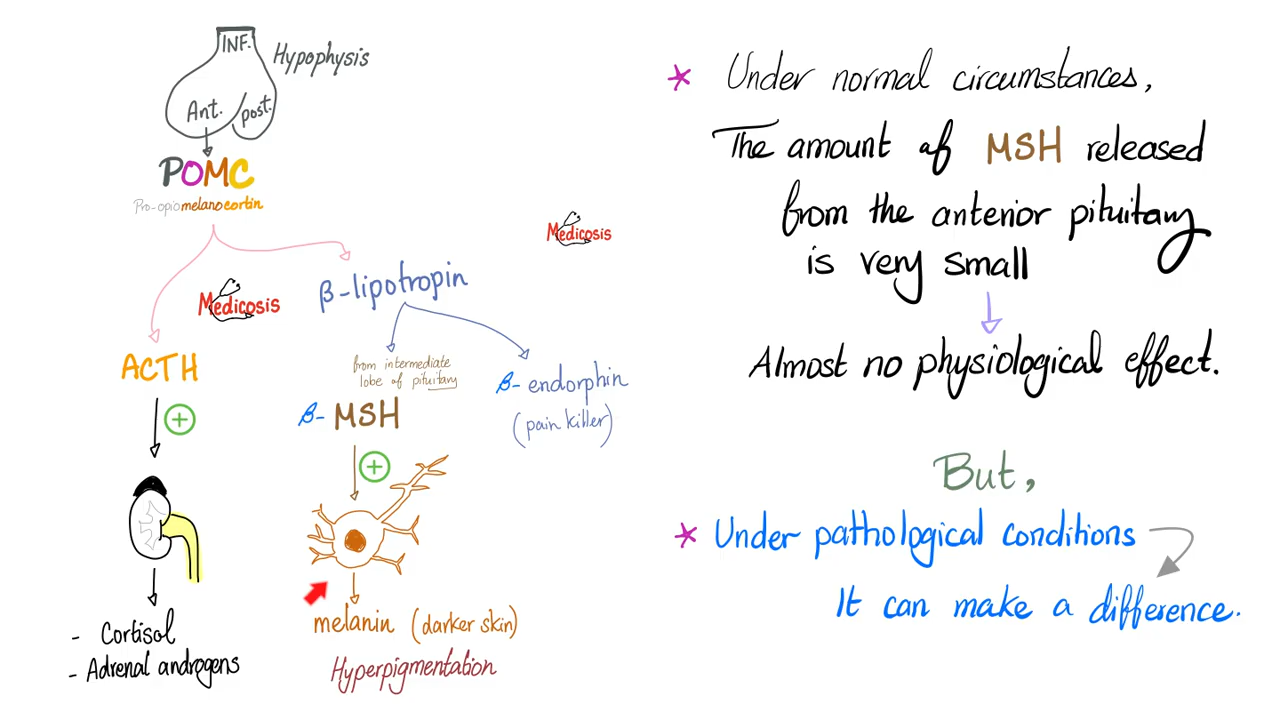 INF.
Hypophysis
Ant.
post.
POMC
Pro-opiomelanocortin
Medicosis
β-lipotropin
Medicosis
ACTH
from intermediate
lobe of pituitary
β- MSH
β- endorphin
(pain killer)
+
+
melanin (darker skin)
Hyperpigmentation
- Cortisol
- Adrenal androgens
* Under normal circumstances,
The amount of MSH released
from the anterior pituitary
is very small
Almost no physiological effect.
But,
* Under pathological conditions
It can make a difference.